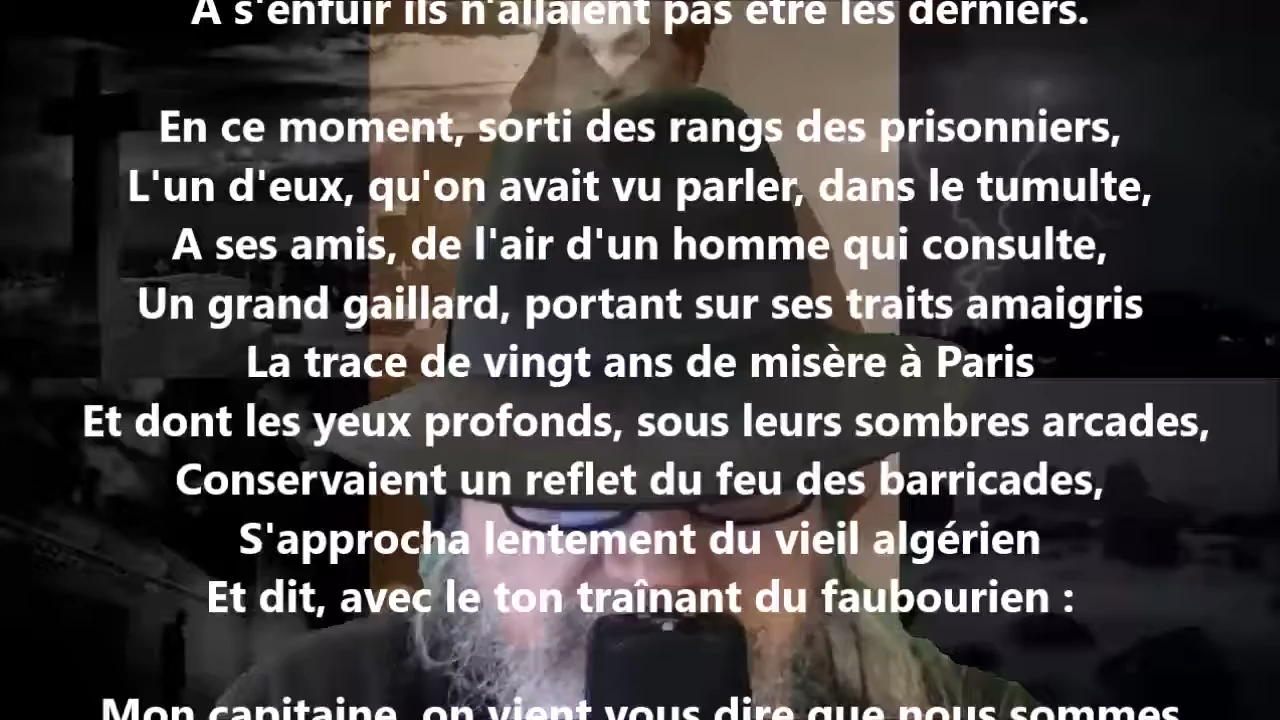 A s'enfuir ils n'allaient pas être les derniers.
En ce moment, sorti des rangs des prisonniers,
L'un d'eux, qu'on avait vu parler, dans le tumulte,
A ses amis, de l'air d'un homme qui consulte,
Un grand gaillard, portant sur ses traits amaigris
La trace de vingt ans de misère à Paris
Et dont les yeux profonds, sous leurs sombres arcades,
Conservaient un reflet du feu des barricades,
S'approcha lentement du vieil algérien
Et dit, avec le ton traînant du faubourien :
Mon capitaine, on vient vous dire que nous sommes